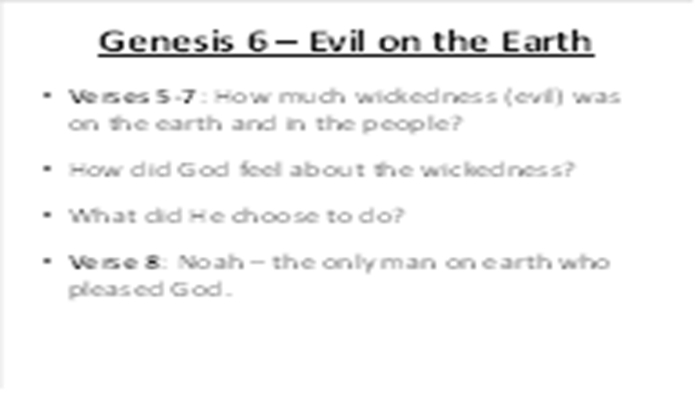 Genesis 6 – Evil on the Earth
• Verses 5-7: How much wickedness (evil) was
on the earth and in the people?
• How did God feel about the wickedness?
• What did He choose to do?
• Verse 8: Noah – the only man on earth who
pleased God.